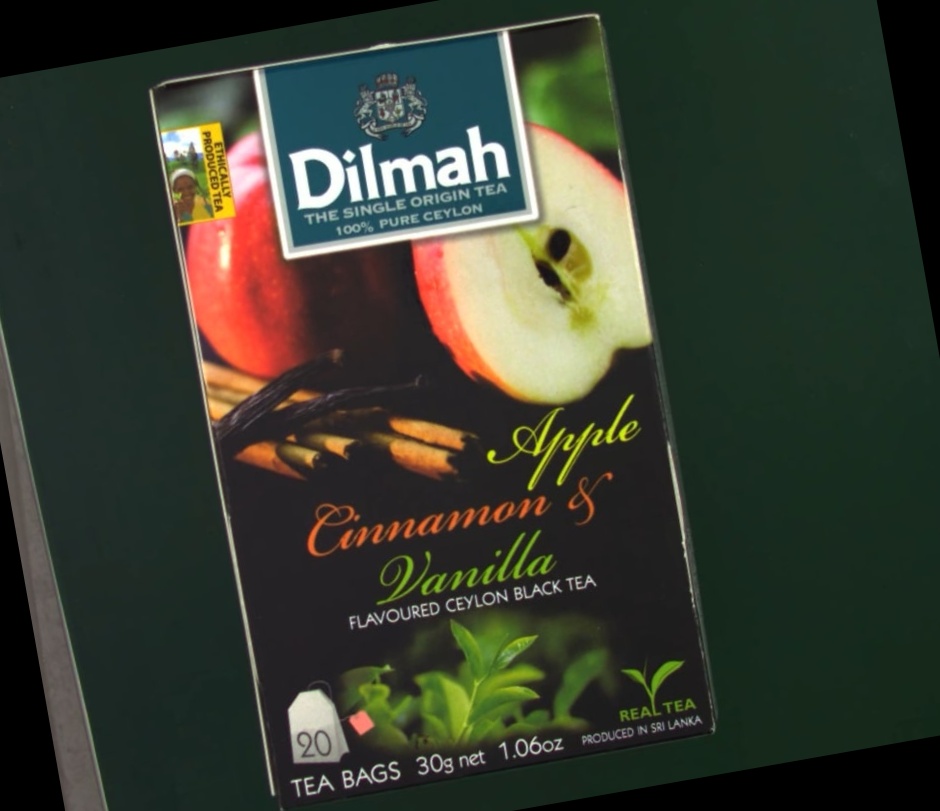 ETHICALLY
PRODUCED TEA
Dilmah
THE SINGLE ORIGIN TEA
100% PURE CEYLON
Apple
Cinnamon &
Vanilla
FLAVOURED CEYLON BLACK TEA
20
TEA BAGS 30g net 1.06oz
REAL TEA
PRODUCED IN SRI LANKA